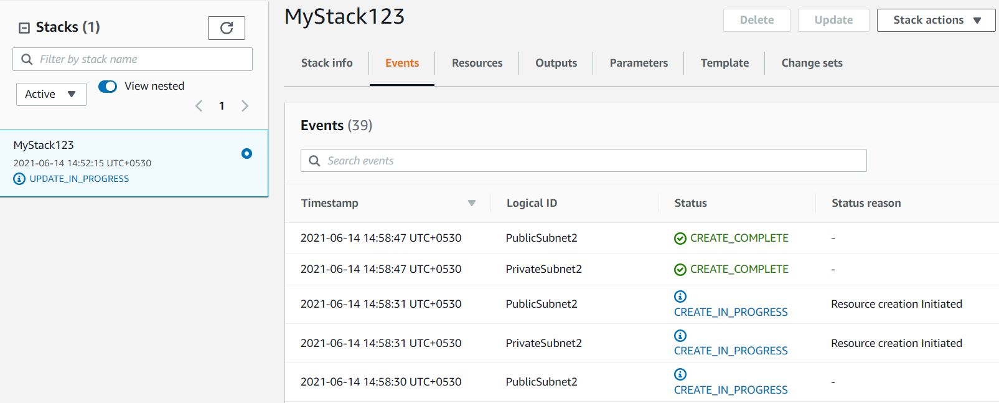 Stacks (1)
Filter by stack name
Active
View nested
1
MyStack123
2021-06-14 14:52:15 UTC+0530
UPDATE_IN_PROGRESS
MyStack123
Delete Update Stack actions
Stack info Events Resources Outputs Parameters Template Change sets
Events (39)
Search events
Timestamp Logical ID Status Status reason
2021-06-14 14:58:47 UTC+0530 PublicSubnet2 CREATE_COMPLETE -
2021-06-14 14:58:47 UTC+0530 PrivateSubnet2 CREATE_COMPLETE -
2021-06-14 14:58:31 UTC+0530 PublicSubnet2 CREATE_IN_PROGRESS Resource creation Initiated
2021-06-14 14:58:31 UTC+0530 PrivateSubnet2 CREATE_IN_PROGRESS Resource creation Initiated
2021-06-14 14:58:30 UTC+0530 PublicSubnet2 CREATE_IN_PROGRESS -